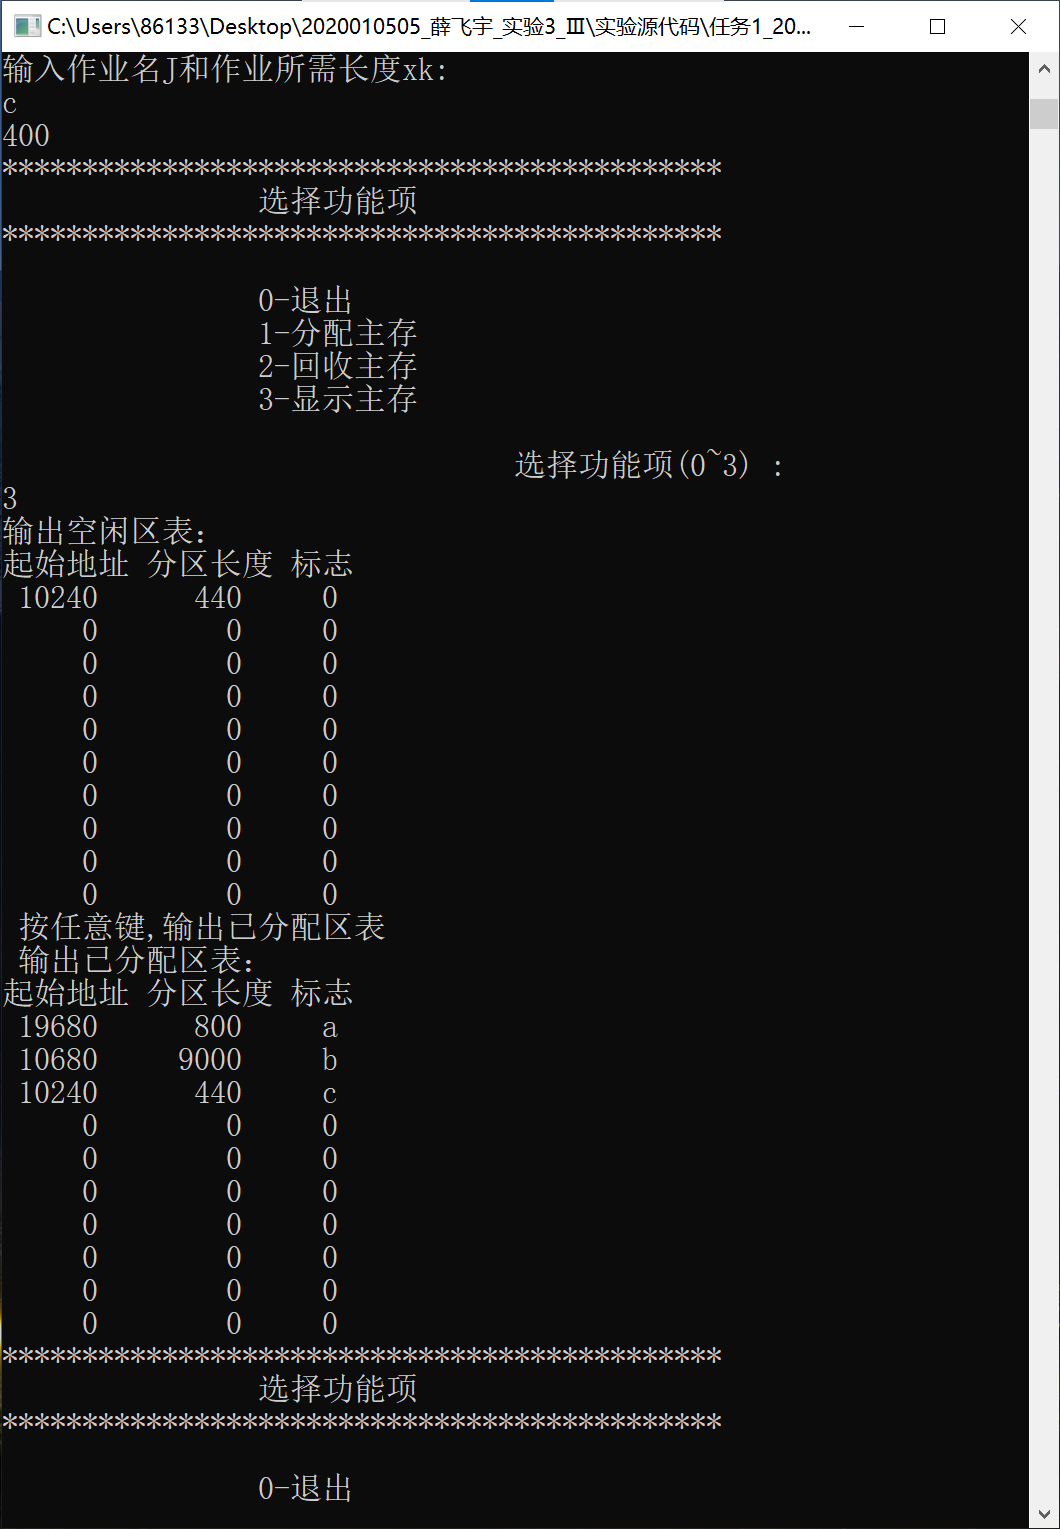 C:\Users\86133\Desktop\2020010505_薛飞宇_实验3_Ⅲ\实验源代码\任务1_20...
输入作业名J和作业所需长度xk:
c
400
*********************************************
选择功能项
*********************************************
0-退出
1-分配主存
2-回收主存
3-显示主存
选择功能项(0~3) :
3
输出空闲区表:
起始地址 分区长度 标志
10240 440 0
0 0 0
0 0 0
0 0 0
0 0 0
0 0 0
0 0 0
0 0 0
0 0 0
0 0 0
按任意键,输出已分配区表
输出已分配区表:
起始地址 分区长度 标志
19680 800 a
10680 9000 b
10240 440 c
0 0 0
0 0 0
0 0 0
0 0 0
0 0 0
0 0 0
0 0 0
*********************************************
选择功能项
*********************************************
0-退出